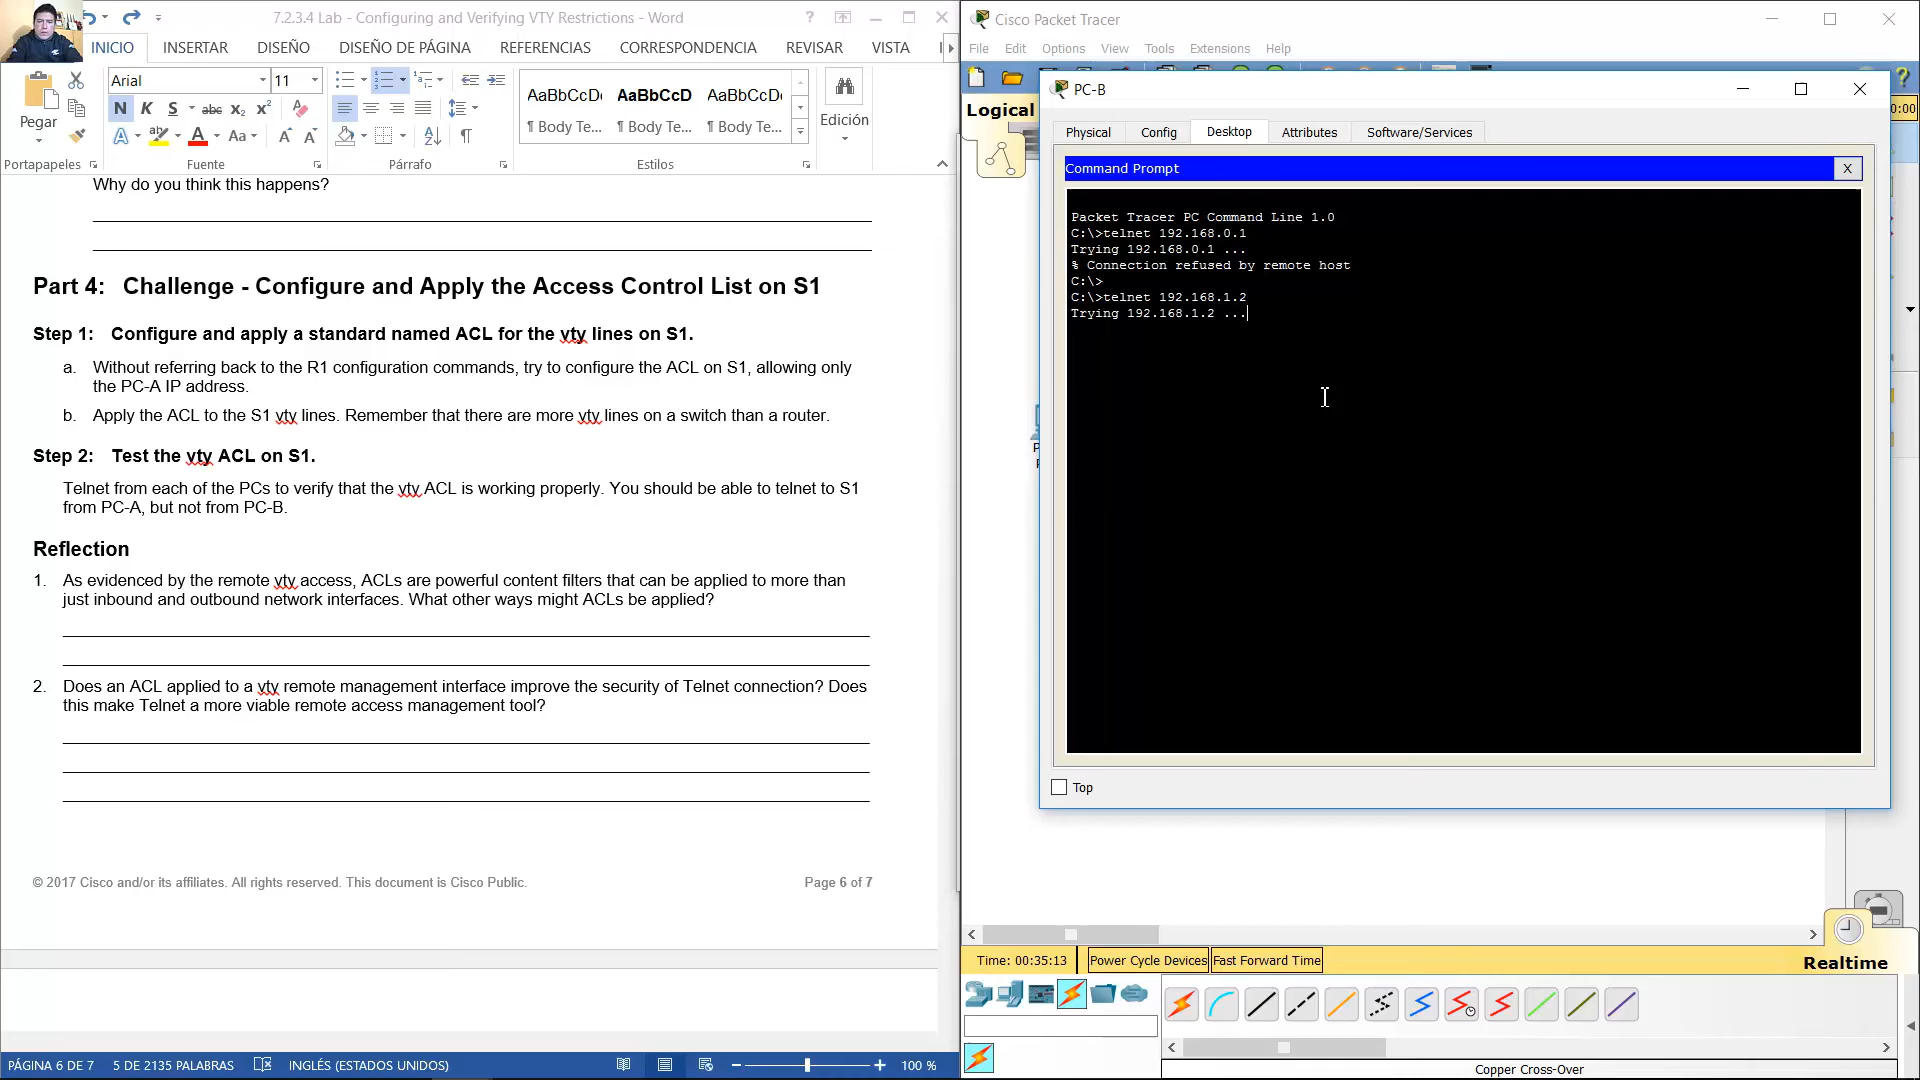 7.2.3.4 Lab - Configuring and Verifying VTY Restrictions - Word
INICIO INSERTAR DISEÑO DISEÑO DE PÁGINA REFERENCIAS CORRESPONDENCIA REVISAR VISTA
Arial 11
Pegar
N K S abc x₂ x²
A A Aa A A
AaBbCcDc AaBbCcD AaBbCcDc
¶ Body Te... ¶ Body Te... ¶ Body Te...
Edición
Portapapeles Fuente Párrafo Estilos
Why do you think this happens?
Part 4: Challenge - Configure and Apply the Access Control List on S1
Step 1: Configure and apply a standard named ACL for the vty lines on S1.
a. Without referring back to the R1 configuration commands, try to configure the ACL on S1, allowing only
the PC-A IP address.
b. Apply the ACL to the S1 vty lines. Remember that there are more vty lines on a switch than a router.
Step 2: Test the vty ACL on S1.
Telnet from each of the PCs to verify that the vty ACL is working properly. You should be able to telnet to S1
from PC-A, but not from PC-B.
Reflection
1. As evidenced by the remote vty access, ACLs are powerful content filters that can be applied to more than
just inbound and outbound network interfaces. What other ways might ACLs be applied?
2. Does an ACL applied to a vty remote management interface improve the security of Telnet connection? Does
this make Telnet a more viable remote access management tool?
© 2017 Cisco and/or its affiliates. All rights reserved. This document is Cisco Public. Page 6 of 7
PÁGINA 6 DE 7 5 DE 2135 PALABRAS INGLÉS (ESTADOS UNIDOS) 100 %
Cisco Packet Tracer
File Edit Options View Tools Extensions Help
Logical
PC-B
Physical Config Desktop Attributes Software/Services
Command Prompt X
Packet Tracer PC Command Line 1.0
C:\>telnet 192.168.0.1
Trying 192.168.0.1 ...
% Connection refused by remote host
C:\>
C:\>telnet 192.168.1.2
Trying 192.168.1.2 ...
Top
Time: 00:35:13 Power Cycle Devices Fast Forward Time
Realtime
Copper Cross-Over